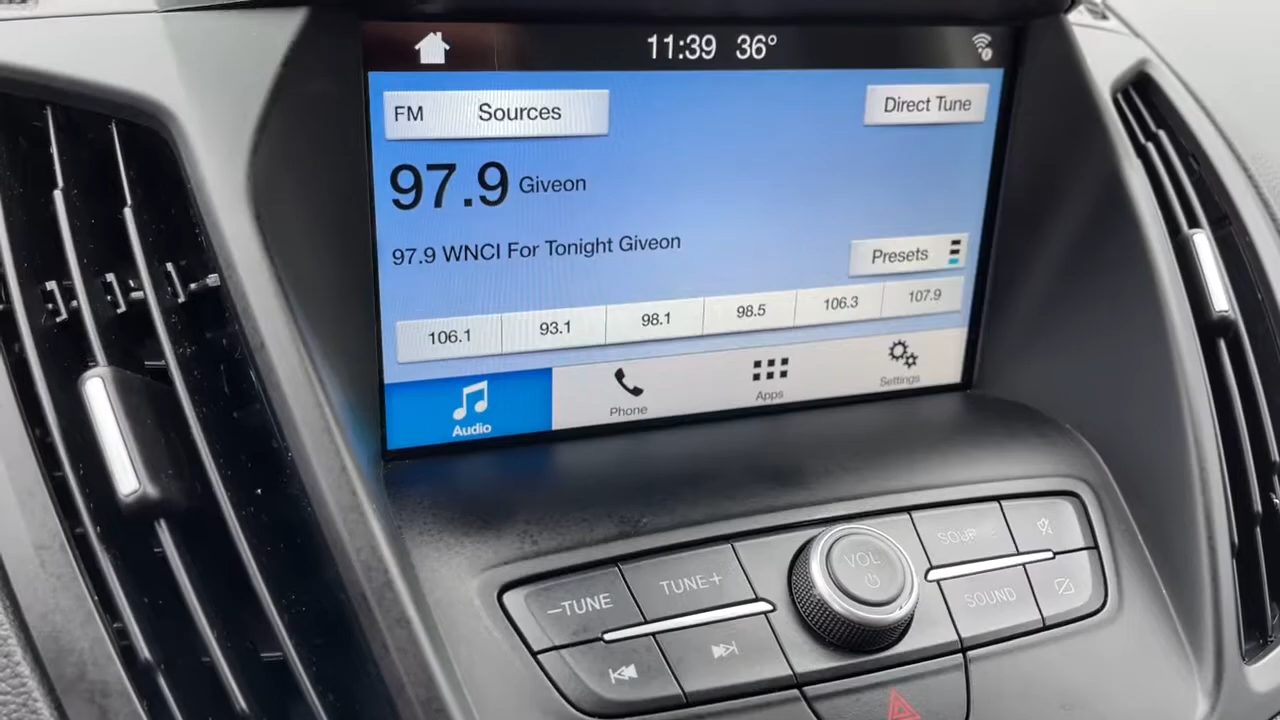 11:39 36°
FM Sources
Direct Tune
97.9 Giveon
97.9 WNCI For Tonight Giveon
Presets
106.1 93.1 98.1 98.5 106.3 107.9
Audio Phone Apps Settings
–TUNE TUNE+
VOL
SOUND